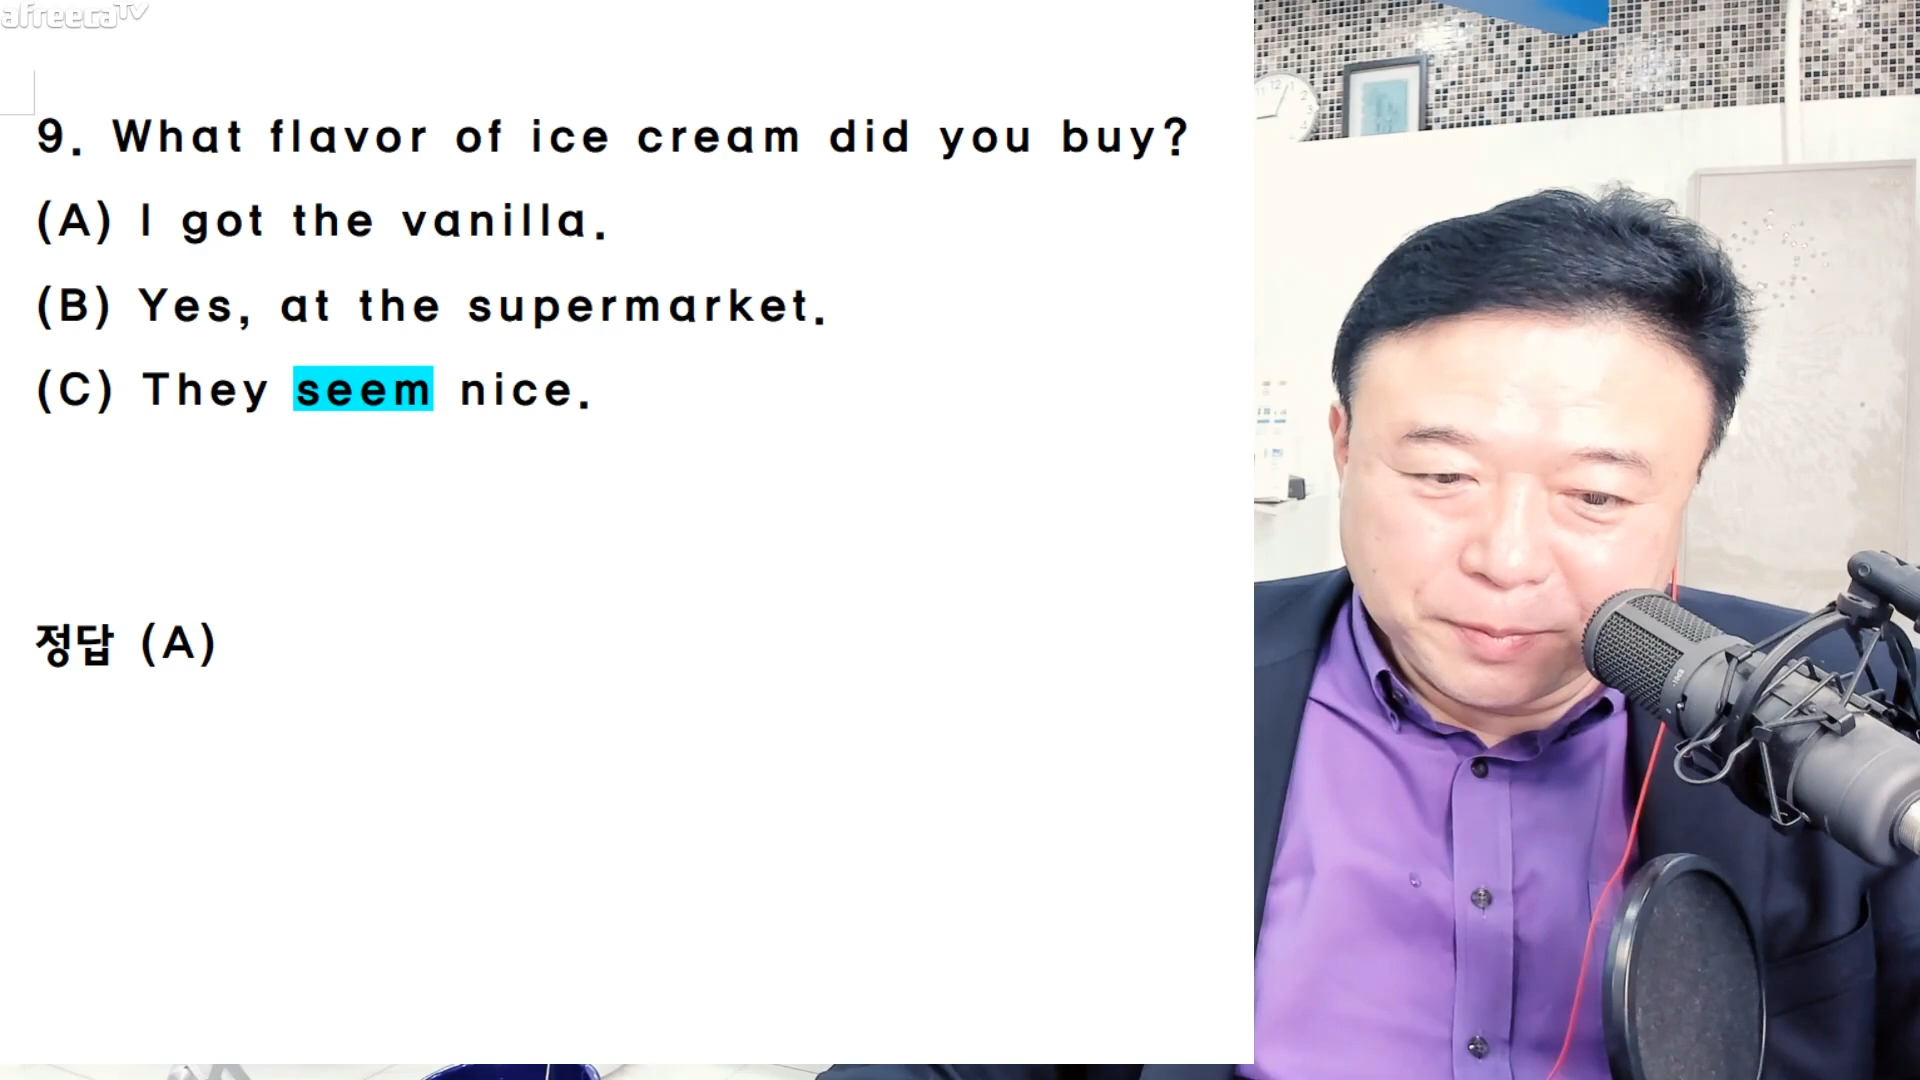 afreecaTV
9. What flavor of ice cream did you buy?
(A) I got the vanilla.
(B) Yes, at the supermarket.
(C) They seem nice.
정답 (A)